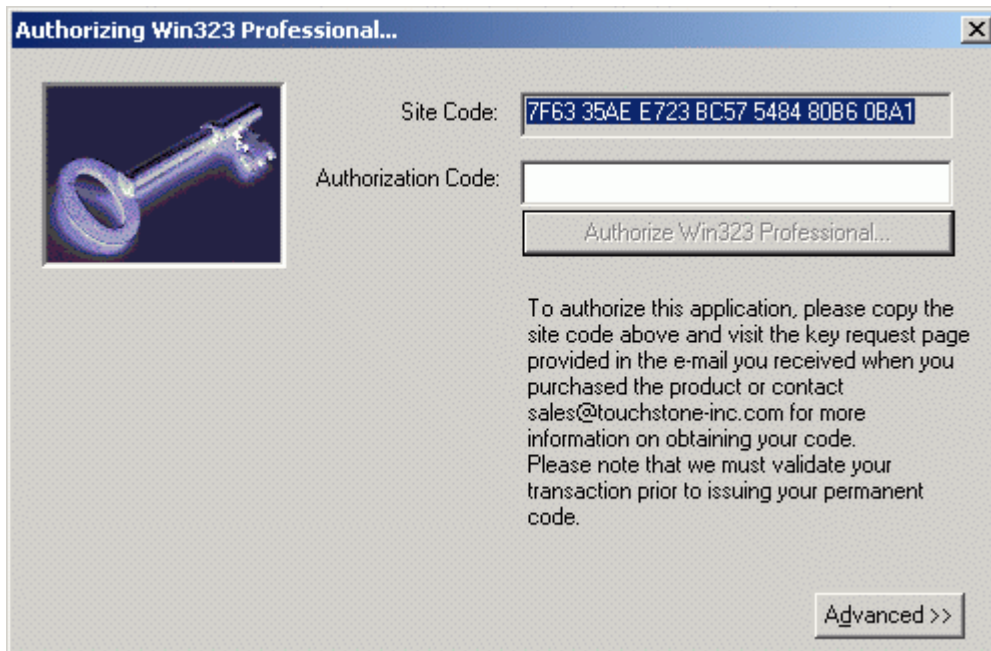 Authorizing Win323 Professional...
Site Code: 7F63 35AE E723 BC57 5484 80B6 0BA1
Authorization Code:
Authorize Win323 Professional...
To authorize this application, please copy the
site code above and visit the key request page
provided in the e-mail you received when you
purchased the product or contact
sales@touchstone-inc.com for more
information on obtaining your code.
Please note that we must validate your
transaction prior to issuing your permanent
code.
Advanced >>